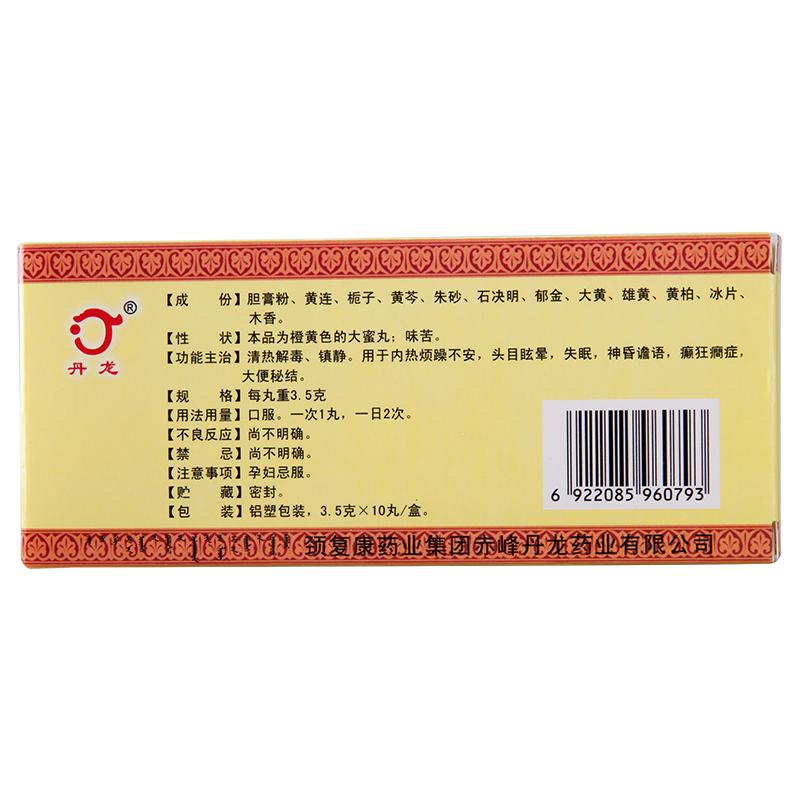 ®
丹龙
【成　份】胆膏粉、黄连、栀子、黄芩、朱砂、石决明、郁金、大黄、雄黄、黄柏、冰片、
木香。
【性　状】本品为橙黄色的大蜜丸；味苦。
【功能主治】清热解毒、镇静。用于内热烦躁不安，头目眩晕，失眠，神昏谵语，癫狂癎症，
大便秘结。
【规　格】每丸重3.5克
【用法用量】口服。一次1丸，一日2次。
【不良反应】尚不明确。
【禁　忌】尚不明确。
【注意事项】孕妇忌服。
【贮　藏】密封。
【包　装】铝塑包装，3.5克×10丸/盒。
6 922085 960793
颈复康药业集团赤峰丹龙药业有限公司